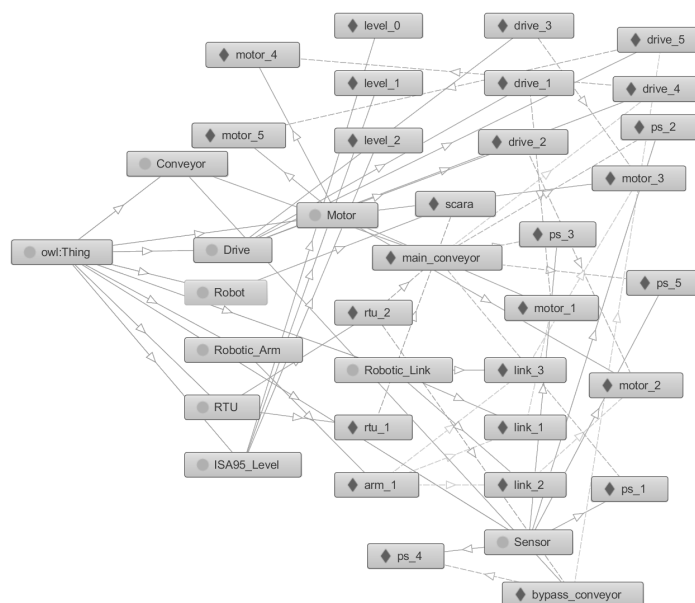 level_0
drive_3
drive_5
motor_4
level_1
drive_1
drive_4
motor_5
level_2
drive_2
ps_2
Conveyor
motor_3
scara
Motor
ps_3
owl:Thing
Drive
main_conveyor
ps_5
Robot
rtu_2
motor_1
Robotic_Arm
Robotic_Link
link_3
motor_2
RTU
rtu_1
link_1
ISA95_Level
arm_1
link_2
ps_1
Sensor
ps_4
bypass_conveyor